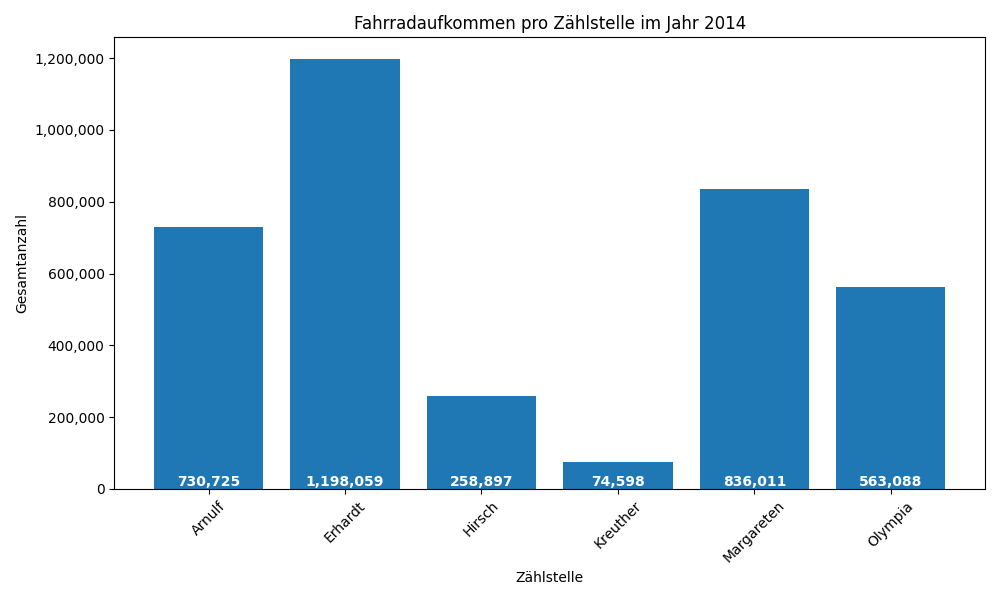 Fahrradaufkommen pro Zählstelle im Jahr 2014
Gesamtanzahl
1,200,000
1,000,000
800,000
600,000
400,000
200,000
0
730,725
1,198,059
258,897
74,598
836,011
563,088
Arnulf
Erhardt
Hirsch
Kreuther
Margareten
Olympia
Zählstelle